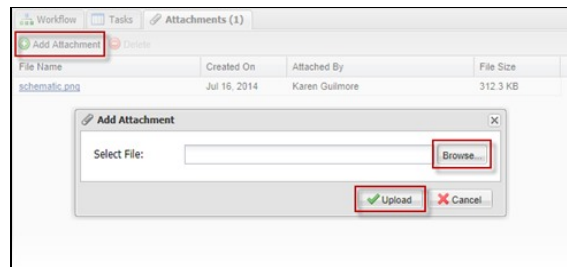 Workflow Tasks Attachments (1)
Add Attachment Delete
File Name Created On Attached By File Size
schematic.png Jul 16, 2014 Karen Guilmore 312.3 KB
Add Attachment
Select File: Browse...
Upload Cancel